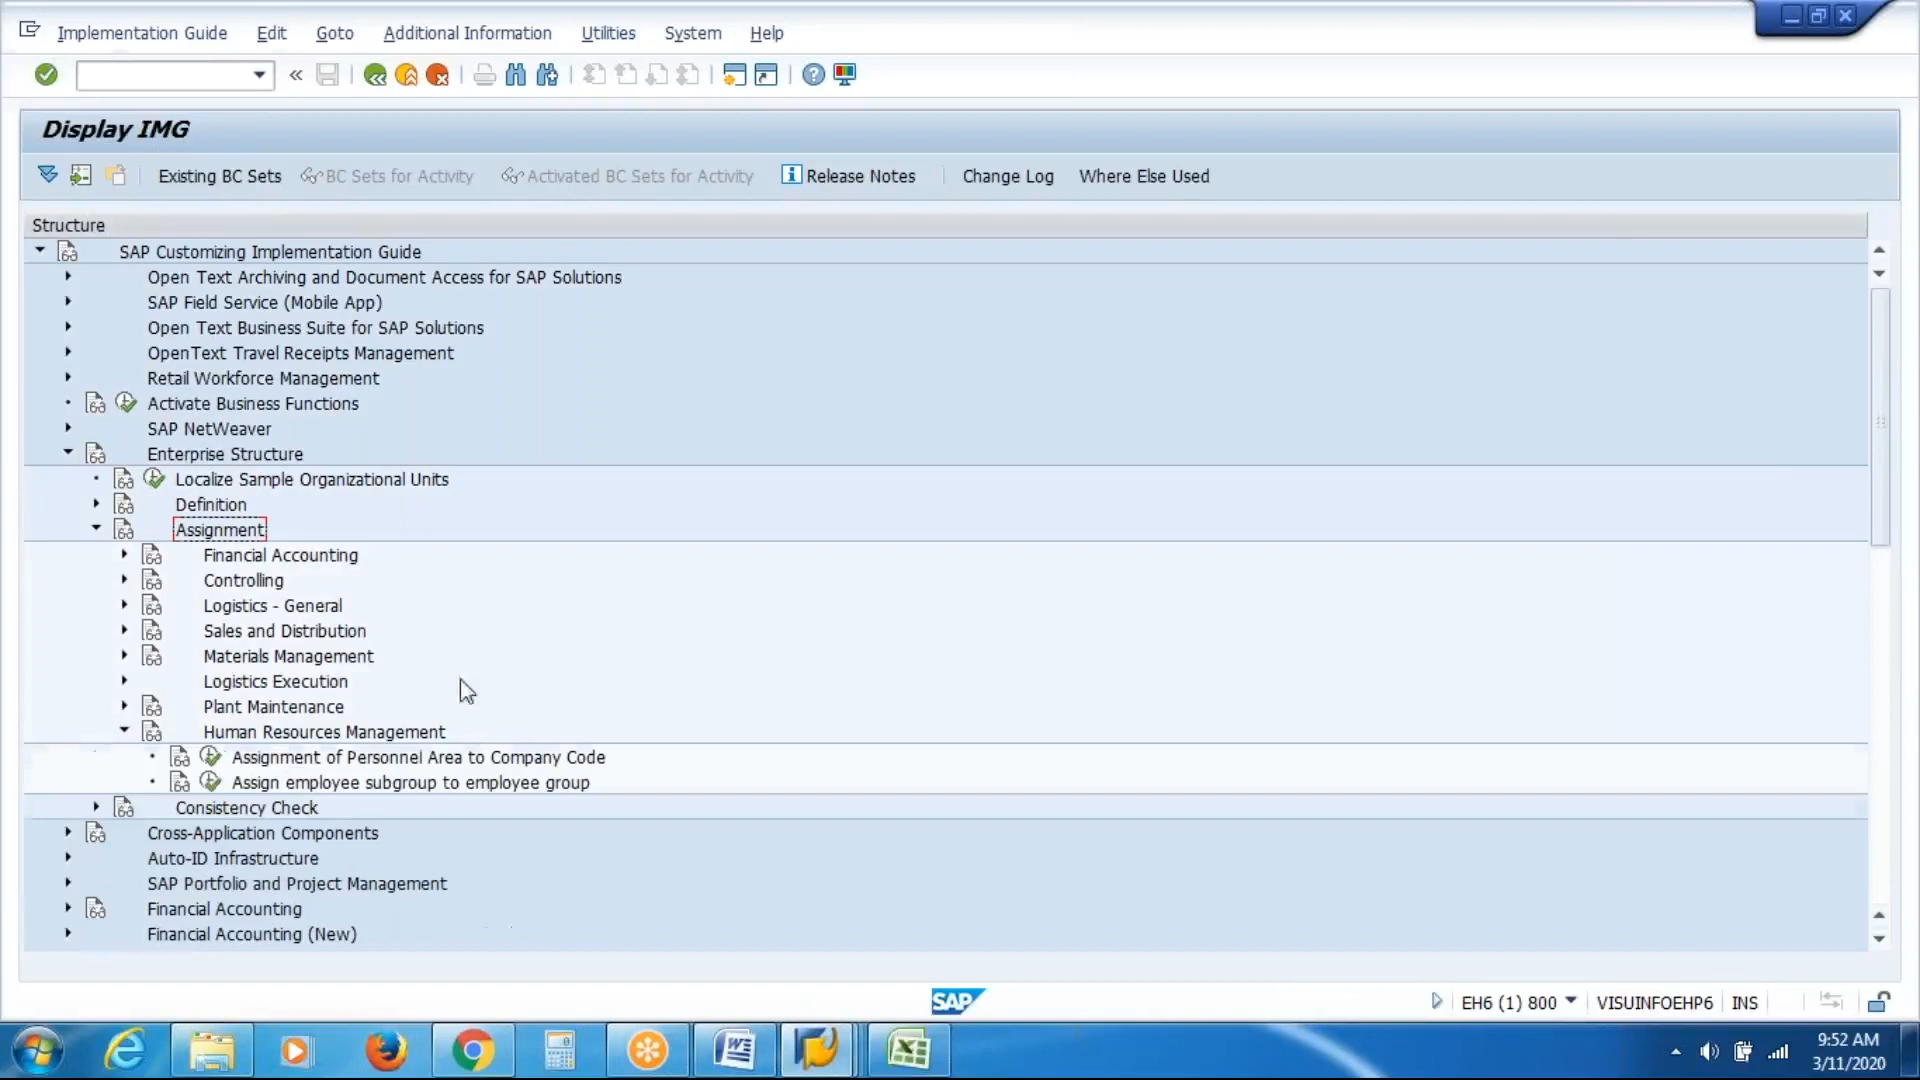 Implementation Guide Edit Goto Additional Information Utilities System Help
Display IMG
Existing BC Sets BC Sets for Activity Activated BC Sets for Activity Release Notes Change Log Where Else Used
Structure
SAP Customizing Implementation Guide
Open Text Archiving and Document Access for SAP Solutions
SAP Field Service (Mobile App)
Open Text Business Suite for SAP Solutions
OpenText Travel Receipts Management
Retail Workforce Management
Activate Business Functions
SAP NetWeaver
Enterprise Structure
Localize Sample Organizational Units
Definition
Assignment
Financial Accounting
Controlling
Logistics - General
Sales and Distribution
Materials Management
Logistics Execution
Plant Maintenance
Human Resources Management
Assignment of Personnel Area to Company Code
Assign employee subgroup to employee group
Consistency Check
Cross-Application Components
Auto-ID Infrastructure
SAP Portfolio and Project Management
Financial Accounting
Financial Accounting (New)
SAP EH6 (1) 800 VISUINFOEHP6 INS
9:52 AM
3/11/2020